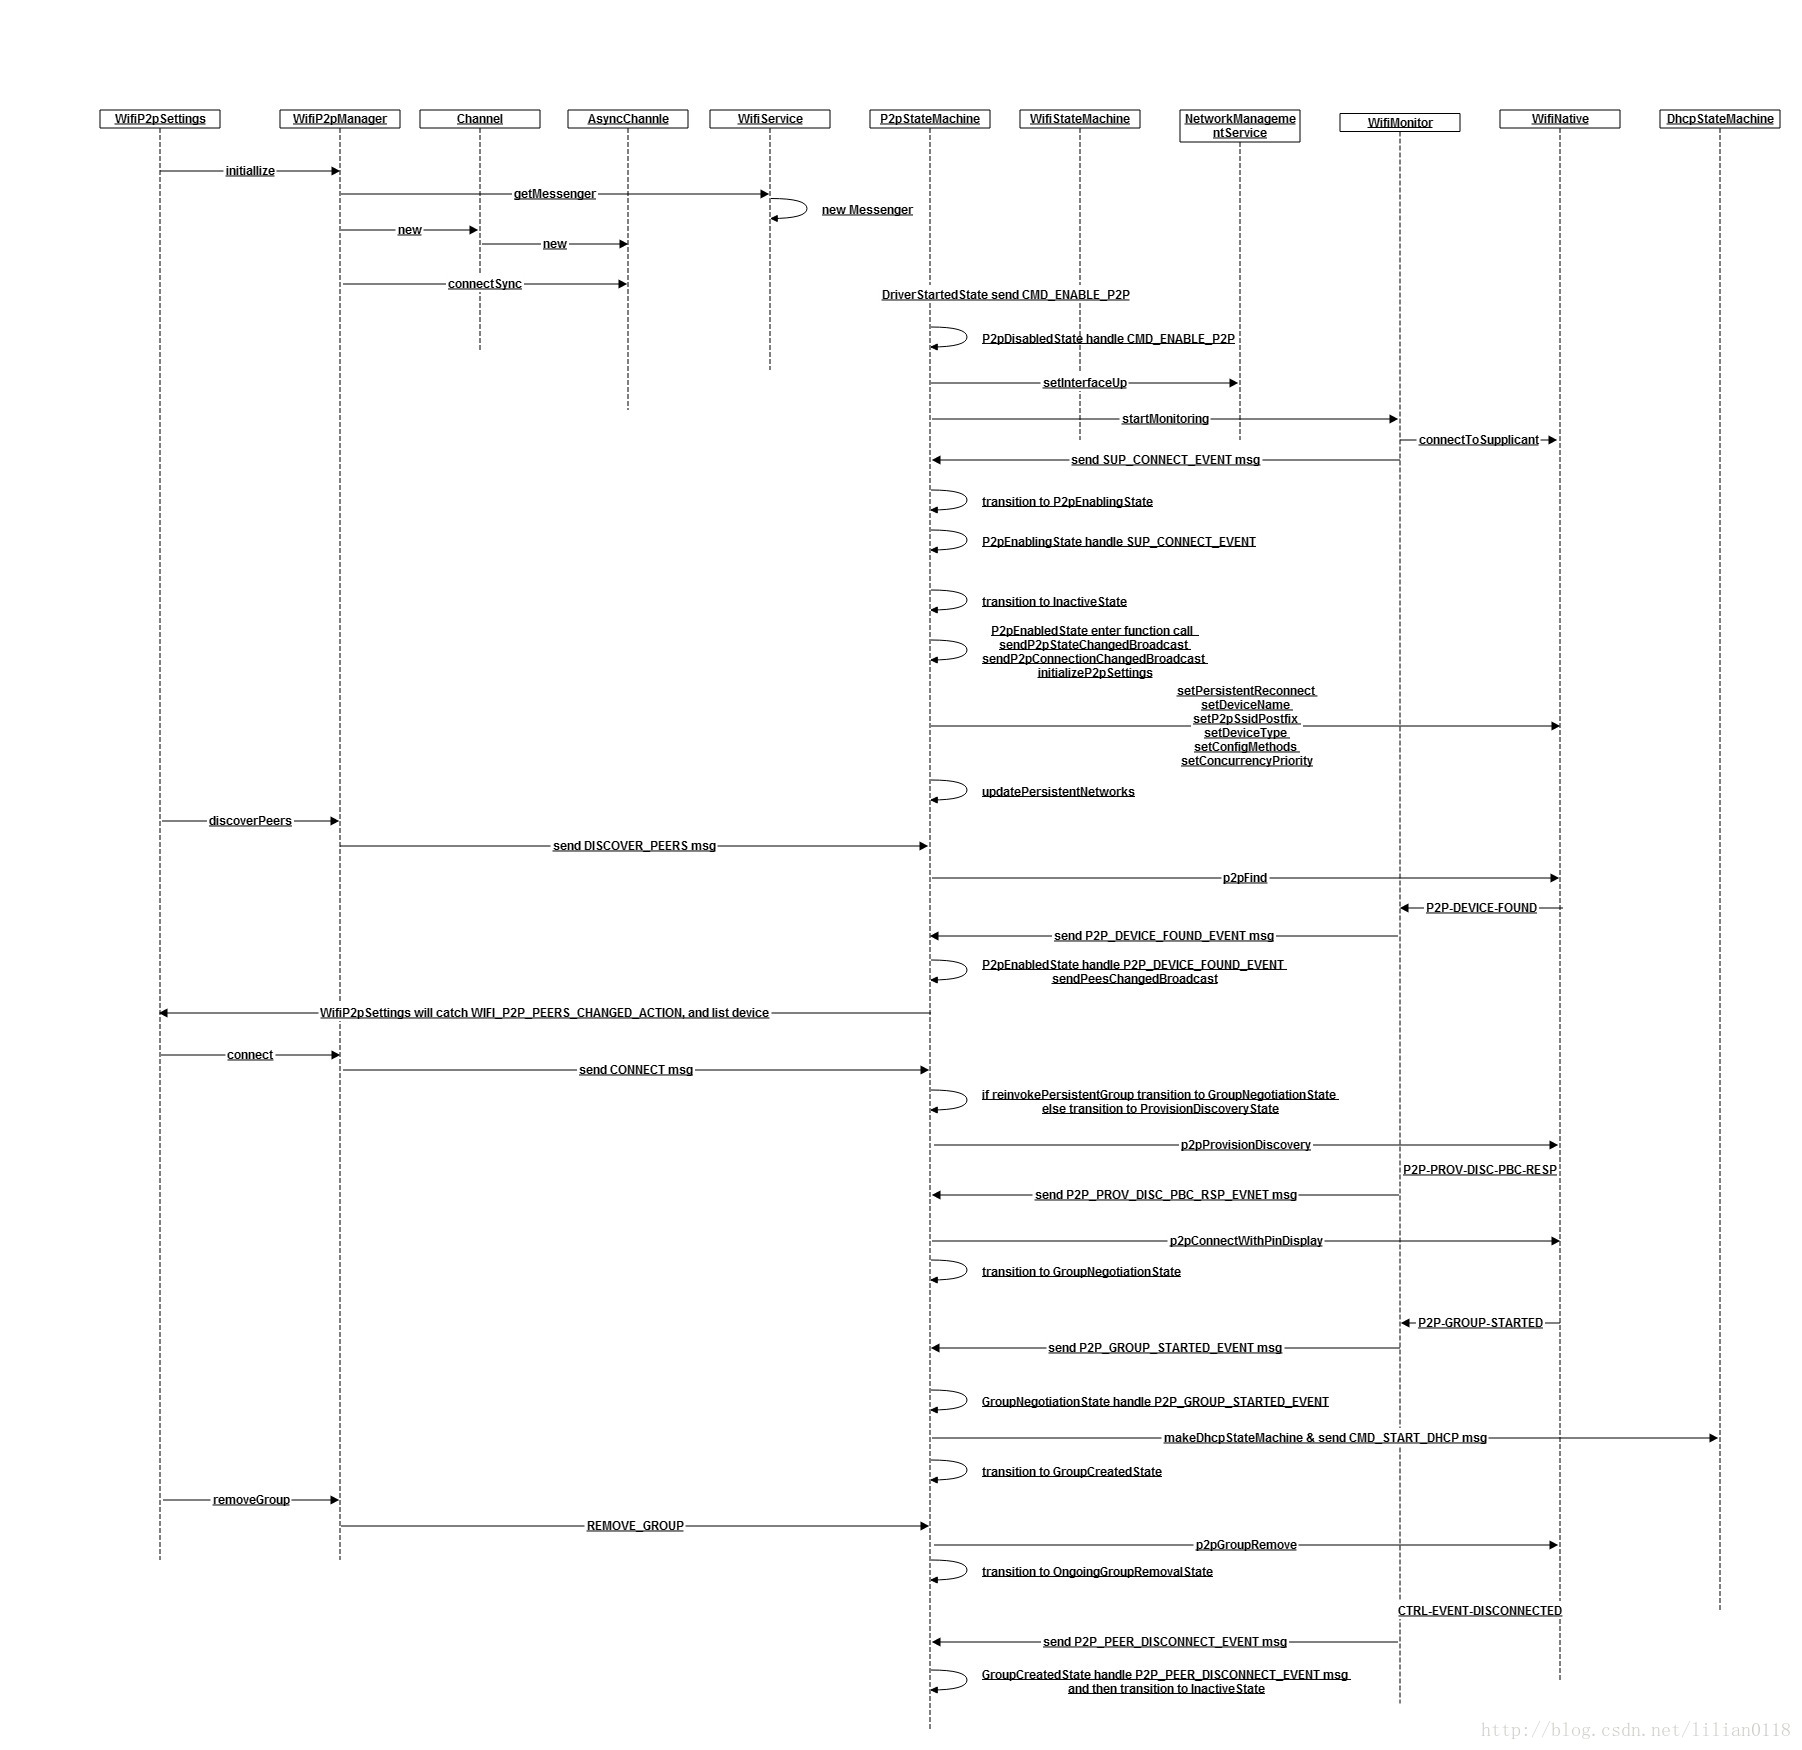 WifiP2pSettings
WifiP2pManager
Channel
AsyncChannle
WifiService
P2pStateMachine
WifiStateMachine
NetworkManageme
ntService
WifiMonitor
WifiNative
DhcpStateMachine
initiallize
getMessenger
new Messenger
new
new
connectSync
DriverStartedState send CMD_ENABLE_P2P
P2pDisabledState handle CMD_ENABLE_P2P
setInterfaceUp
startMonitoring
connectToSupplicant
send SUP_CONNECT_EVENT msg
transition to P2pEnablingState
P2pEnablingState handle SUP_CONNECT_EVENT
transition to InactiveState
P2pEnabledState enter function call
sendP2pStateChangedBroadcast
sendP2pConnectionChangedBroadcast
initializeP2pSettings
setPersistentReconnect
setDeviceName
setP2pSsidPostfix
setDeviceType
setConfigMethods
setConcurrencyPriority
updatePersistentNetworks
discoverPeers
send DISCOVER_PEERS msg
p2pFind
P2P-DEVICE-FOUND
send P2P_DEVICE_FOUND_EVENT msg
P2pEnabledState handle P2P_DEVICE_FOUND_EVENT
sendPeesChangedBroadcast
WifiP2pSettings will catch WIFI_P2P_PEERS_CHANGED_ACTION, and list device
connect
send CONNECT msg
if reinvokePersistentGroup transition to GroupNegotiationState
else transition to ProvisionDiscoveryState
p2pProvisionDiscovery
P2P-PROV-DISC-PBC-RESP
send P2P_PROV_DISC_PBC_RSP_EVNET msg
p2pConnectWithPinDisplay
transition to GroupNegotiationState
P2P-GROUP-STARTED
send P2P_GROUP_STARTED_EVENT msg
GroupNegotiationState handle P2P_GROUP_STARTED_EVENT
makeDhcpStateMachine & send CMD_START_DHCP msg
transition to GroupCreatedState
removeGroup
REMOVE_GROUP
p2pGroupRemove
transition to OngoingGroupRemovalState
CTRL-EVENT-DISCONNECTED
send P2P_PEER_DISCONNECT_EVENT msg
GroupCreatedState handle P2P_PEER_DISCONNECT_EVENT msg
and then transition to InactiveState
http://blog.csdn.net/lilian0118